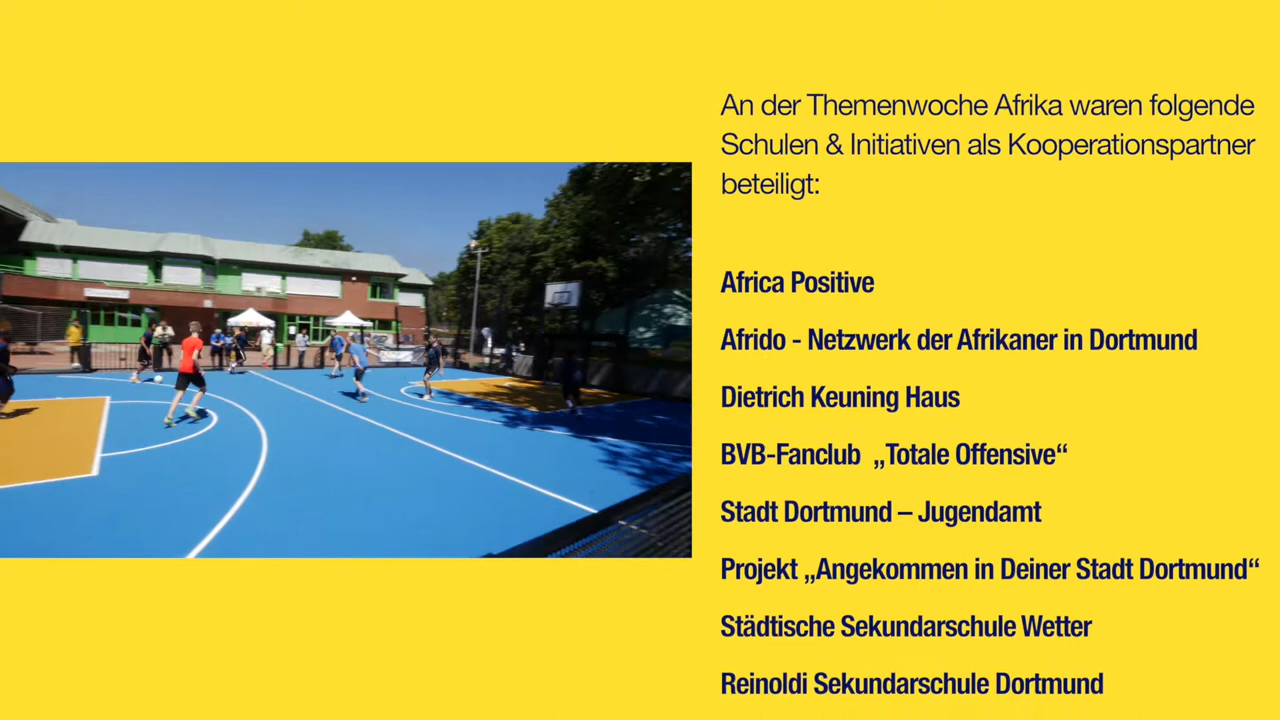 An der Themenwoche Afrika waren folgende
Schulen & Initiativen als Kooperationspartner
beteiligt:
Africa Positive
Afrido - Netzwerk der Afrikaner in Dortmund
Dietrich Keuning Haus
BVB-Fanclub „Totale Offensive“
Stadt Dortmund – Jugendamt
Projekt „Angekommen in Deiner Stadt Dortmund“
Städtische Sekundarschule Wetter
Reinoldi Sekundarschule Dortmund